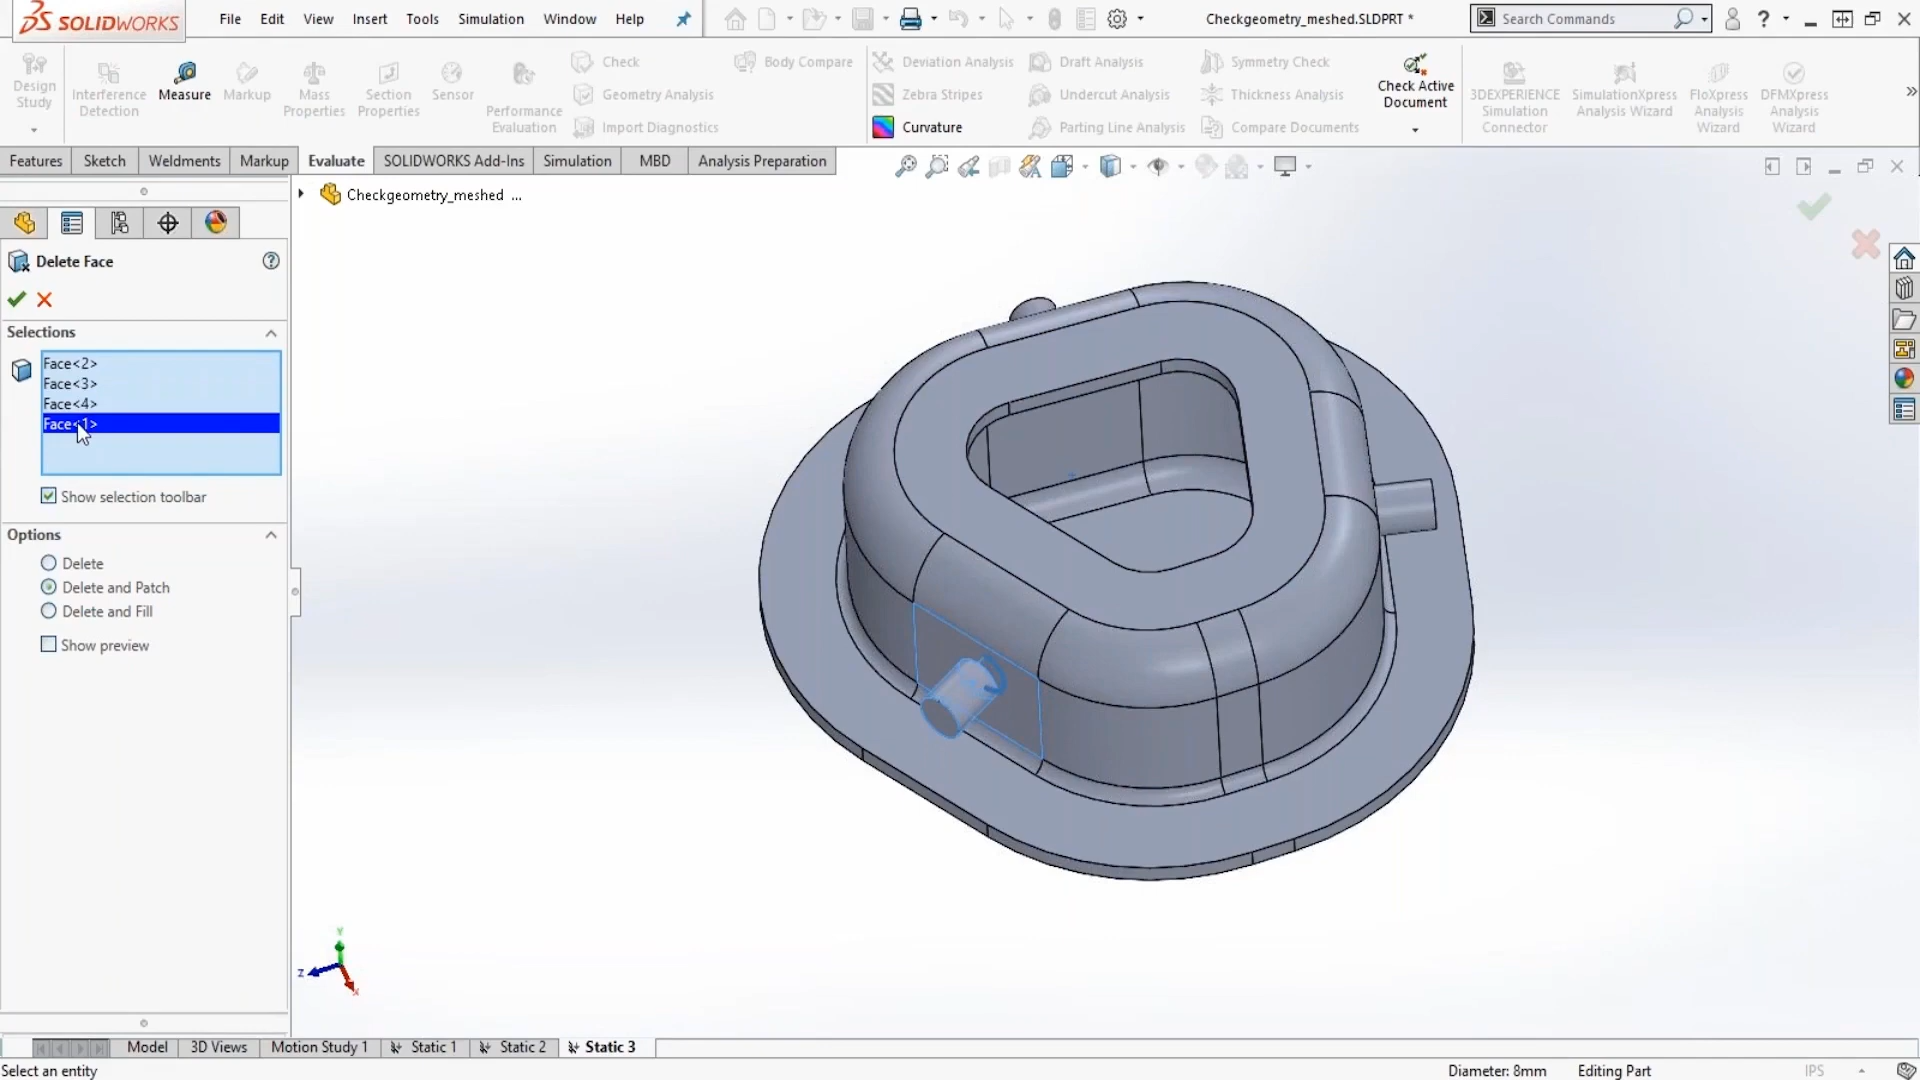 SOLIDWORKS File Edit View Insert Tools Simulation Window Help Checkgeometry_meshed.SLDPRT * Search Commands ?
Design Study
Interference Detection
Measure
Markup
Mass Properties
Section Properties
Sensor
Performance Evaluation
Check
Geometry Analysis
Import Diagnostics
Body Compare
Deviation Analysis
Zebra Stripes
Curvature
Draft Analysis
Undercut Analysis
Parting Line Analysis
Symmetry Check
Thickness Analysis
Compare Documents
Check Active Document
3DEXPERIENCE Simulation Connector
SimulationXpress Analysis Wizard
FloXpress Analysis Wizard
DFMXpress Analysis Wizard
Features Sketch Weldments Markup Evaluate SOLIDWORKS Add-Ins Simulation MBD Analysis Preparation
Checkgeometry_meshed ...
Delete Face
Selections
Face<2>
Face<3>
Face<4>
Face<1>
Show selection toolbar
Options
Delete
Delete and Patch
Delete and Fill
Show preview
Y
Z
X
Model 3D Views Motion Study 1 Static 1 Static 2 Static 3
Select an entity Diameter: 8mm Editing Part IPS